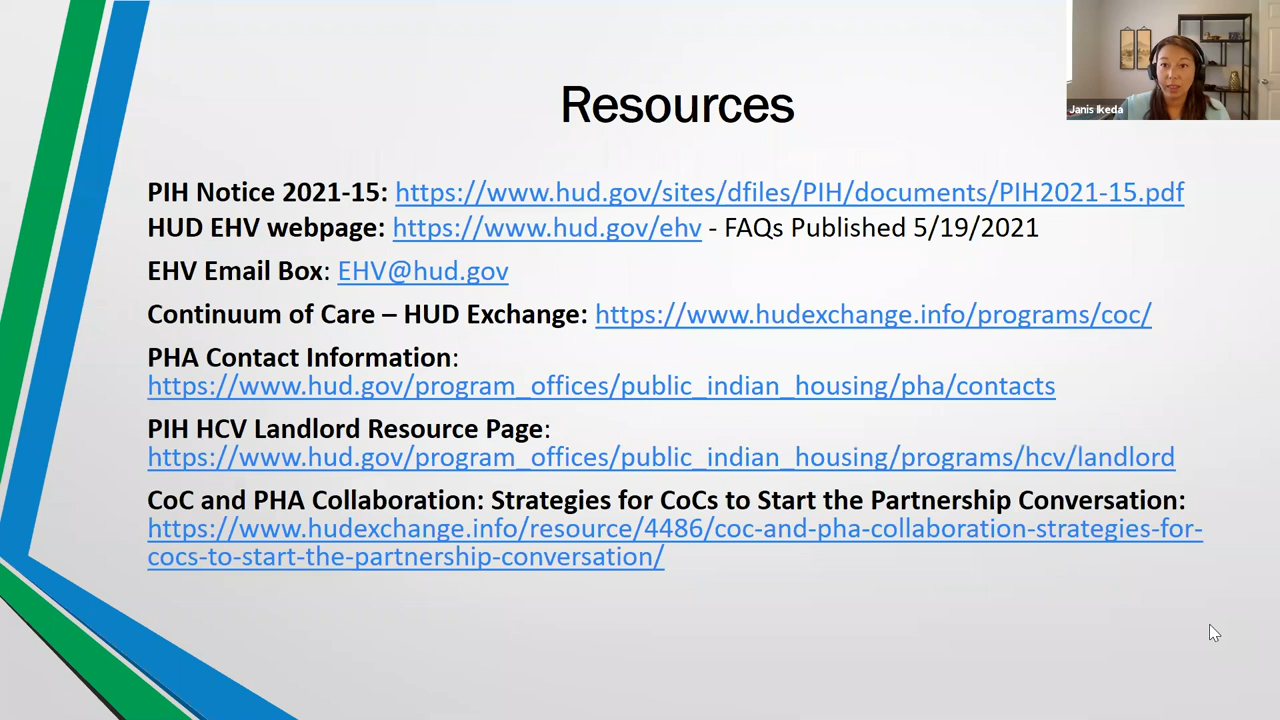 Janis Ikeda
Resources
PIH Notice 2021-15: https://www.hud.gov/sites/dfiles/PIH/documents/PIH2021-15.pdf
HUD EHV webpage: https://www.hud.gov/ehv - FAQs Published 5/19/2021
EHV Email Box: EHV@hud.gov
Continuum of Care – HUD Exchange: https://www.hudexchange.info/programs/coc/
PHA Contact Information:
https://www.hud.gov/program_offices/public_indian_housing/pha/contacts
PIH HCV Landlord Resource Page:
https://www.hud.gov/program_offices/public_indian_housing/programs/hcv/landlord
CoC and PHA Collaboration: Strategies for CoCs to Start the Partnership Conversation:
https://www.hudexchange.info/resource/4486/coc-and-pha-collaboration-strategies-for-
cocs-to-start-the-partnership-conversation/